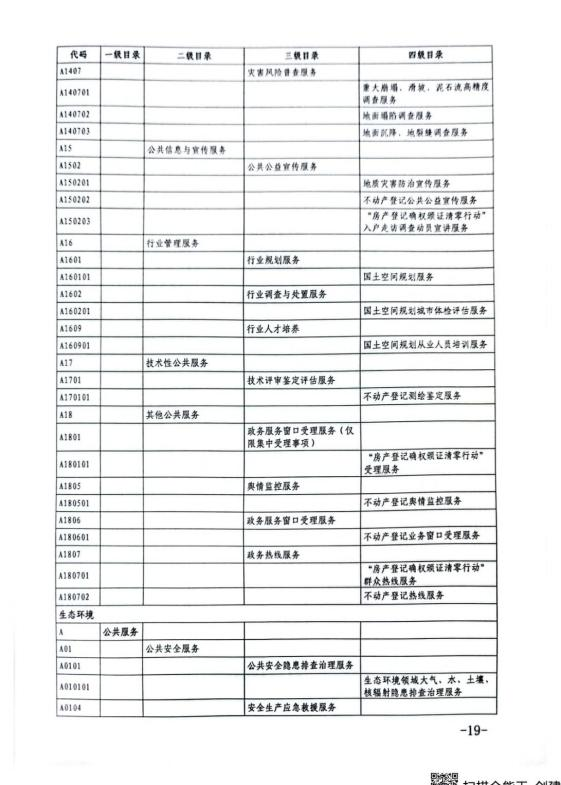 代码 一级目录 二级目录 三级目录 四级目录
A1407 灾害风险普查服务
A140701 重大崩塌、滑坡、泥石流高精度
调查服务
A140702 地面塌陷调查服务
A140703 地面沉降、地裂缝调查服务
A15 公共信息与宣传服务
A1502 公共公益宣传服务
A150201 地质灾害防治宣传服务
A150202 不动产登记公共公益宣传服务
A150203 “房产登记确权颁证清零行动”
入户走访调查动员宣讲服务
A16 行业管理服务
A1601 行业规划服务
A160101 国土空间规划服务
A1602 行业调查与处置服务
A160201 国土空间规划城市体检评估服务
A1609 行业人才培养
A160901 国土空间规划从业人员培训服务
A17 技术性公共服务
A1701 技术评审鉴定评估服务
A170101 不动产登记测绘鉴定服务
A18 其他公共服务
A1801 政务服务窗口受理服务（仅
限集中受理事项）
A180101 “房产登记确权颁证清零行动”
受理服务
A1805 舆情监控服务
A180501 不动产登记舆情监控服务
A1806 政务服务窗口受理服务
A180601 不动产登记业务窗口受理服务
A1807 政务热线服务
A180701 “房产登记确权颁证清零行动”
群众热线服务
A180702 不动产登记热线服务
生态环境
A 公共服务
A01 公共安全服务
A0101 公共安全隐患排查治理服务
A010101 生态环境领域大气、水、土壤、
核辐射隐患排查治理服务
A0104 安全生产应急救援服务
-19-